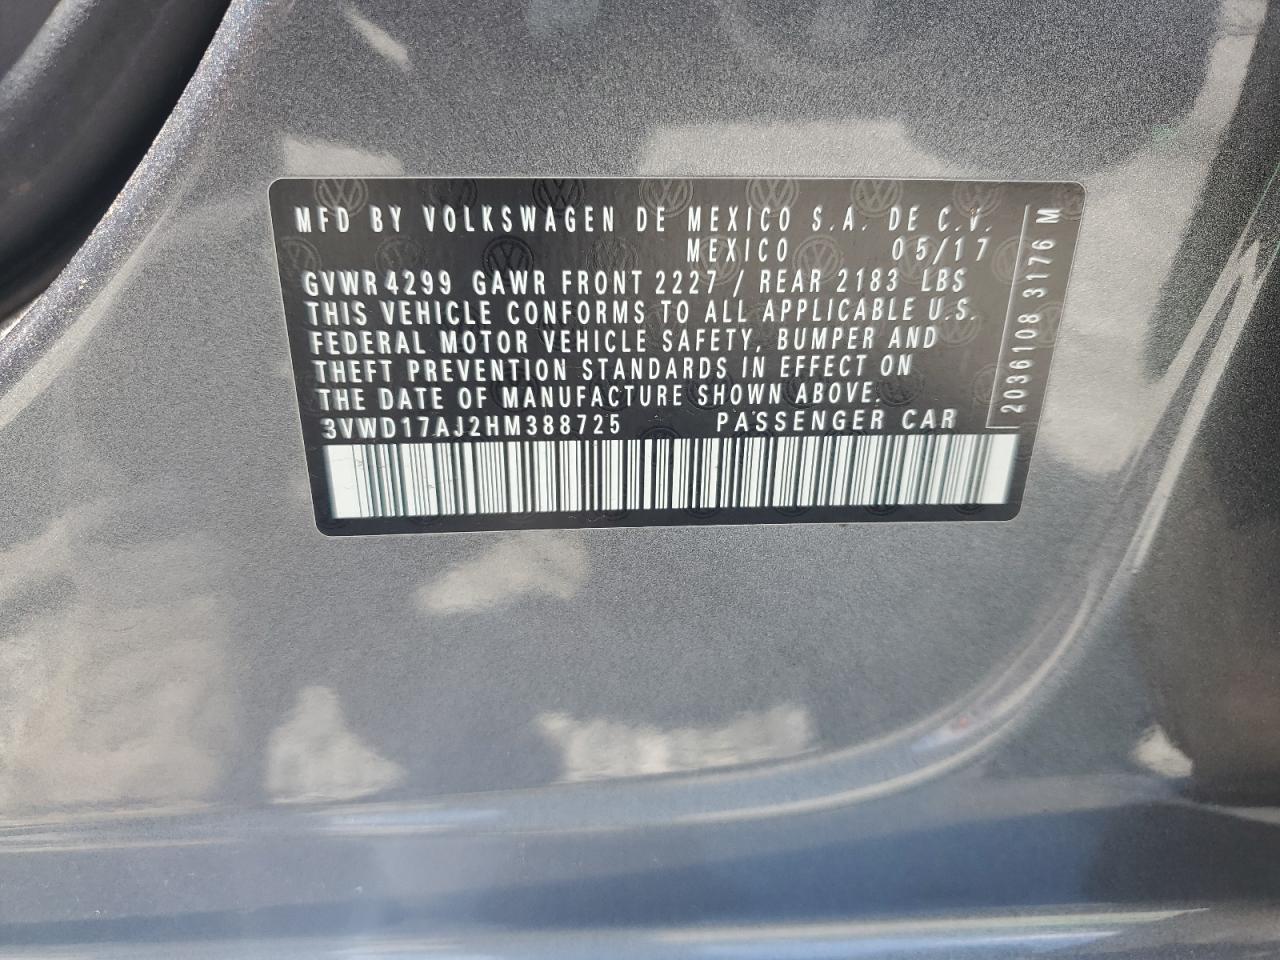 MFD BY VOLKSWAGEN DE MEXICO S.A. DE C.V.
MEXICO 05/17
GVWR 4299 GAWR FRONT 2227 / REAR 2183 LBS
THIS VEHICLE CONFORMS TO ALL APPLICABLE U.S.
FEDERAL MOTOR VEHICLE SAFETY, BUMPER AND
THEFT PREVENTION STANDARDS IN EFFECT ON
THE DATE OF MANUFACTURE SHOWN ABOVE.
3VWD17AJ2HM388725 PASSENGER CAR
2036108 3176 M